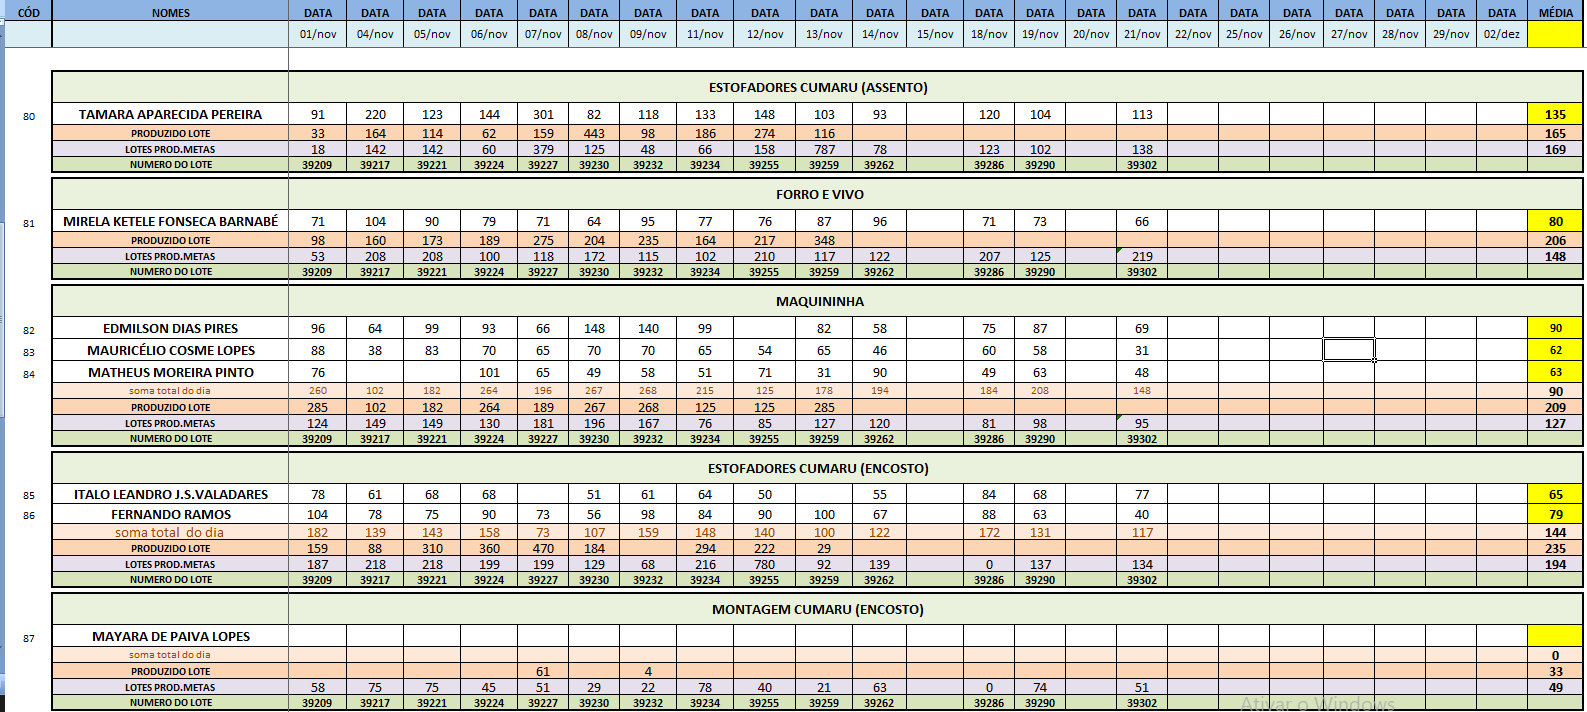 CÓD NOMES DATA DATA DATA DATA DATA DATA DATA DATA DATA DATA DATA DATA DATA DATA DATA DATA DATA DATA DATA DATA DATA DATA DATA MÉDIA
01/nov 04/nov 05/nov 06/nov 07/nov 08/nov 09/nov 11/nov 12/nov 13/nov 14/nov 15/nov 18/nov 19/nov 20/nov 21/nov 22/nov 25/nov 26/nov 27/nov 28/nov 29/nov 02/dez
ESTOFADORES CUMARU (ASSENTO)
80 TAMARA APARECIDA PEREIRA 91 220 123 144 301 82 118 133 148 103 93 120 104 113 135
PRODUZIDO LOTE 33 164 114 62 159 443 98 186 274 116 165
LOTES PROD.METAS 18 142 142 60 379 125 48 66 158 787 78 123 102 138 169
NUMERO DO LOTE 39209 39217 39221 39224 39227 39230 39232 39234 39255 39259 39262 39286 39290 39302
FORRO E VIVO
81 MIRELA KETELE FONSECA BARNABÉ 71 104 90 79 71 64 95 77 76 87 96 71 73 66 80
PRODUZIDO LOTE 98 160 173 189 275 204 235 164 217 348 206
LOTES PROD.METAS 53 208 208 100 118 172 115 102 210 117 122 207 125 219 148
NUMERO DO LOTE 39209 39217 39221 39224 39227 39230 39232 39234 39255 39259 39262 39286 39290 39302
MAQUININHA
82 EDMILSON DIAS PIRES 96 64 99 93 66 148 140 99 82 58 75 87 69 90
83 MAURICÉLIO COSME LOPES 88 38 83 70 65 70 70 65 54 65 46 60 58 31 62
84 MATHEUS MOREIRA PINTO 76 101 65 49 58 51 71 31 90 49 63 48 63
soma total do dia 260 102 182 264 196 267 268 215 125 178 194 184 208 148 90
PRODUZIDO LOTE 285 102 182 264 189 267 268 125 125 285 209
LOTES PROD.METAS 124 149 149 130 181 196 167 76 85 127 120 81 98 95 127
NUMERO DO LOTE 39209 39217 39221 39224 39227 39230 39232 39234 39255 39259 39262 39286 39290 39302
ESTOFADORES CUMARU (ENCOSTO)
85 ITALO LEANDRO J.S.VALADARES 78 61 68 68 51 61 64 50 55 84 68 77 65
86 FERNANDO RAMOS 104 78 75 90 73 56 98 84 90 100 67 88 63 40 79
soma total do dia 182 139 143 158 73 107 159 148 140 100 122 172 131 117 144
PRODUZIDO LOTE 159 88 310 360 470 184 294 222 29 235
LOTES PROD.METAS 187 218 218 199 199 129 68 216 780 92 139 0 137 134 194
NUMERO DO LOTE 39209 39217 39221 39224 39227 39230 39232 39234 39255 39259 39262 39286 39290 39302
MONTAGEM CUMARU (ENCOSTO)
87 MAYARA DE PAIVA LOPES
soma total do dia 0
PRODUZIDO LOTE 61 4 33
LOTES PROD.METAS 58 75 75 45 51 29 22 78 40 21 63 0 74 51 49
NUMERO DO LOTE 39209 39217 39221 39224 39227 39230 39232 39234 39255 39259 39262 39286 39290 39302
Ativar o Windows